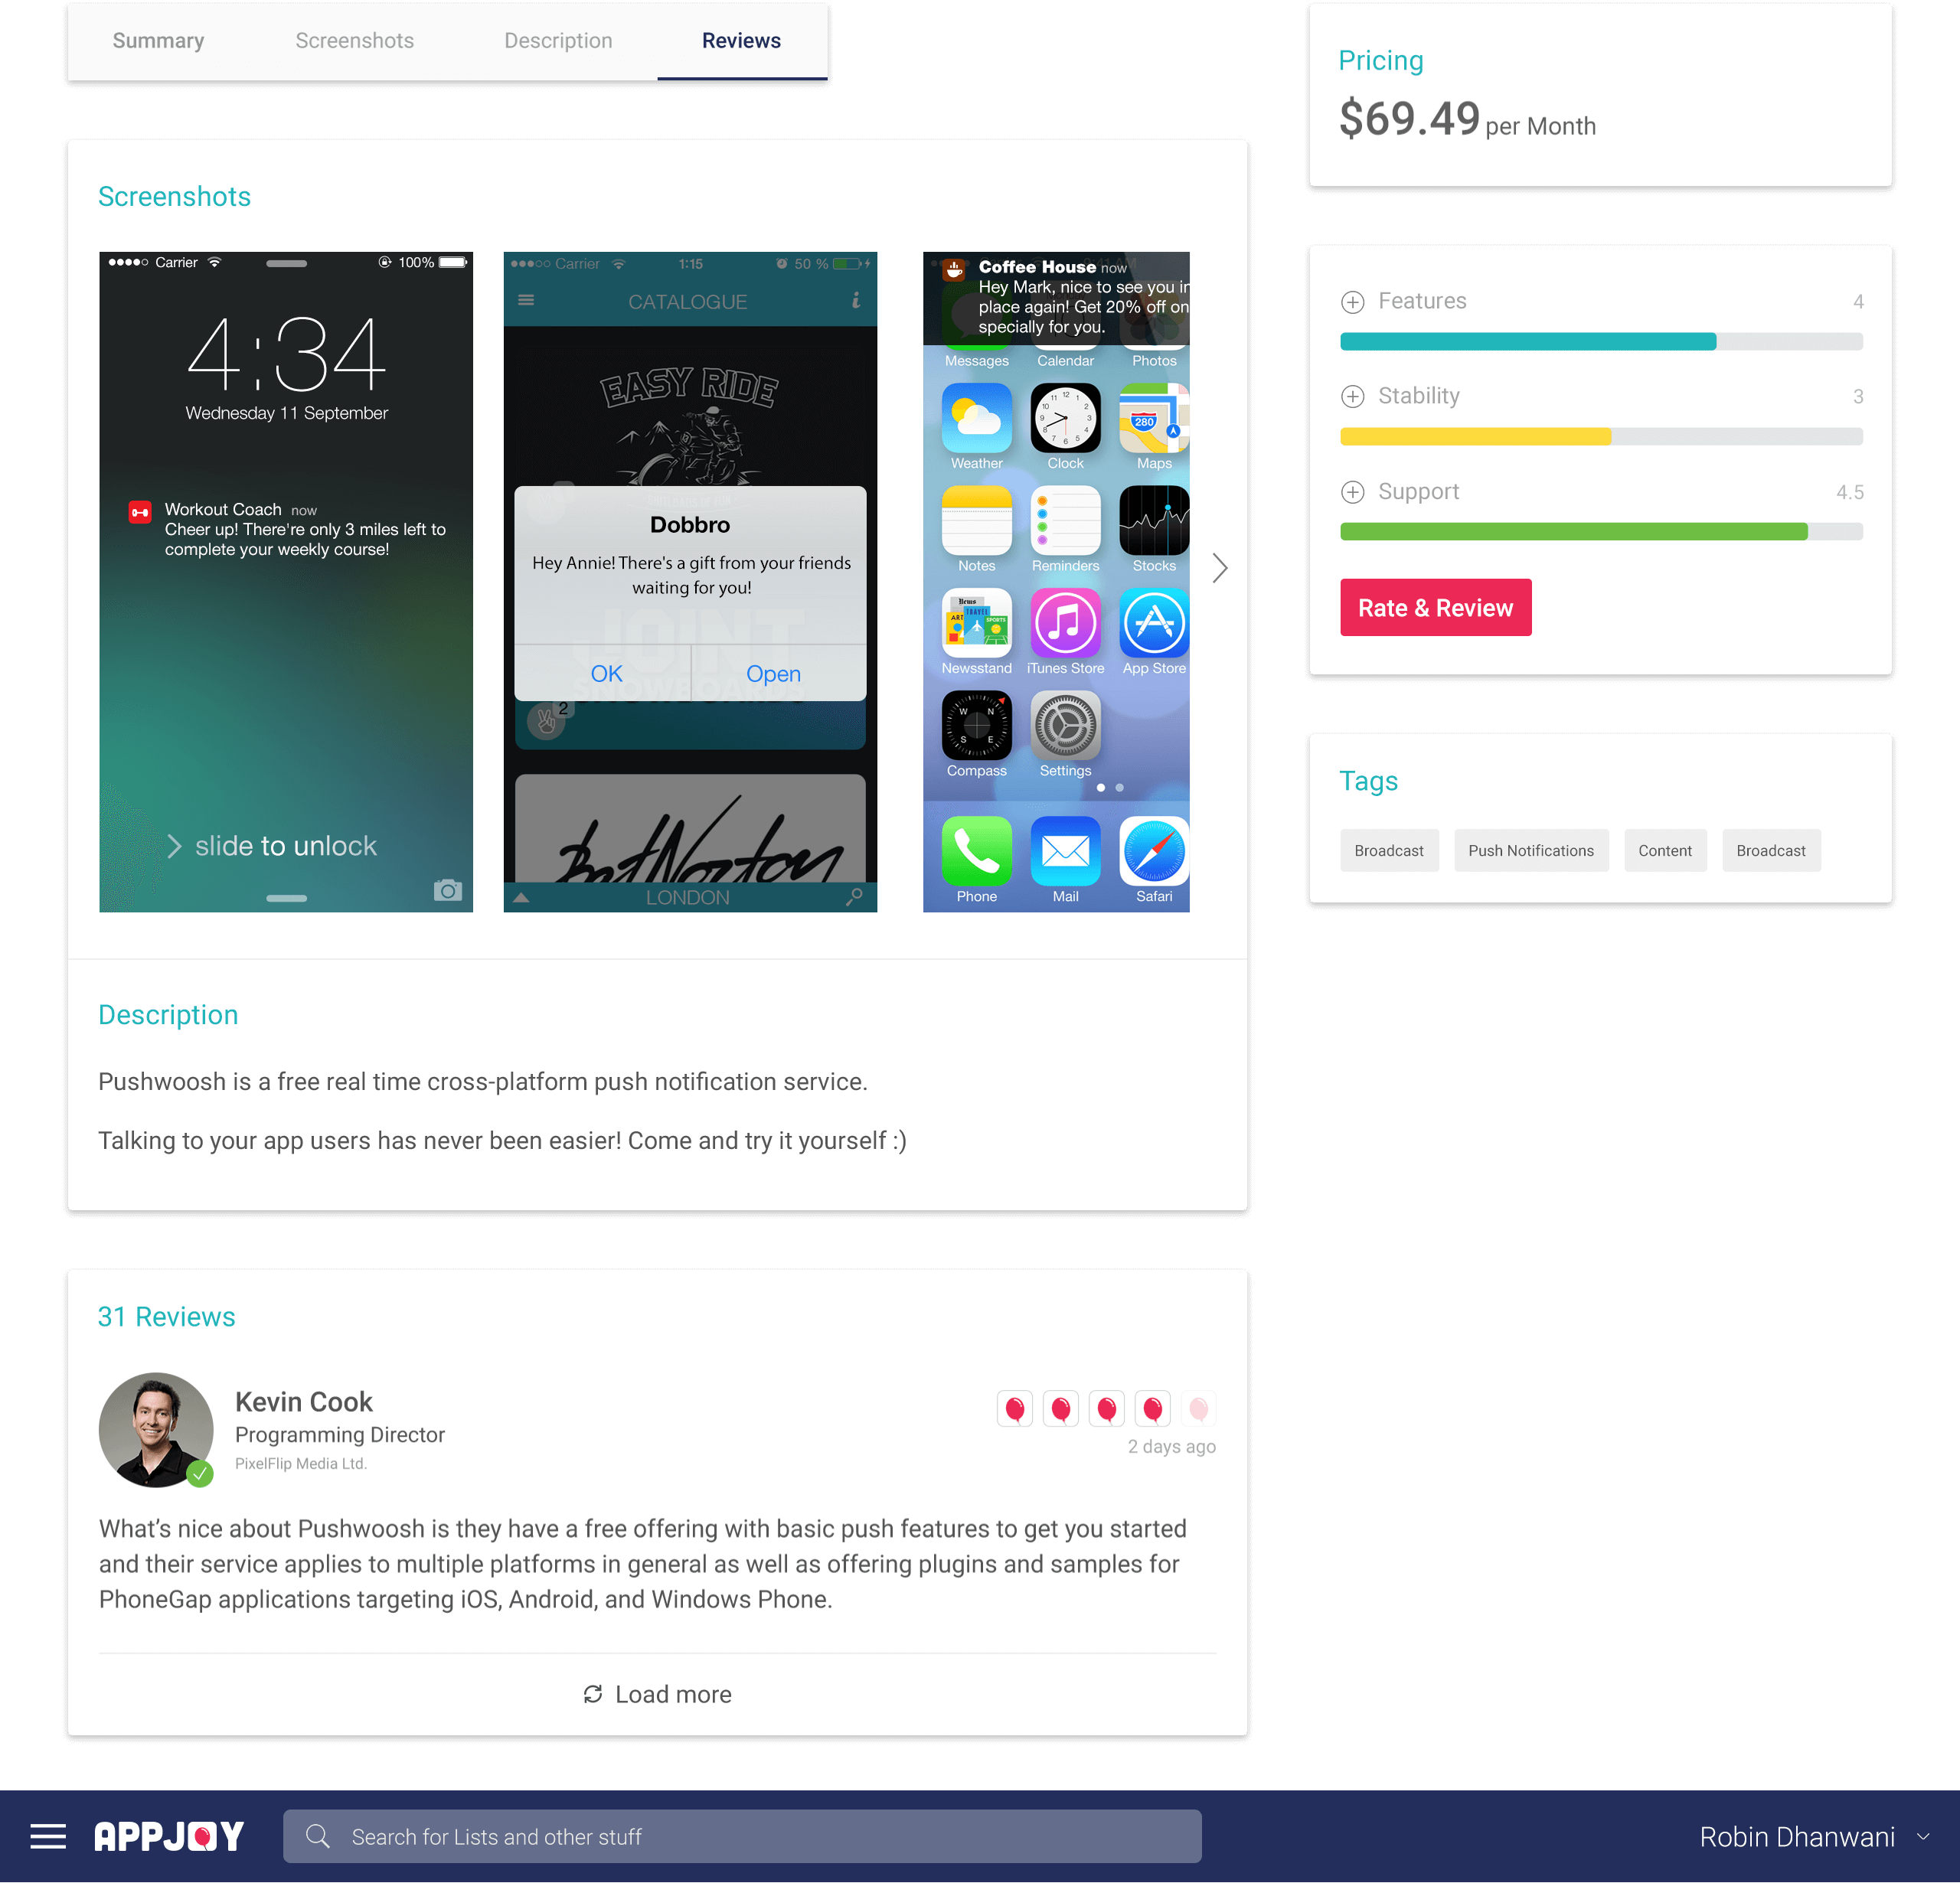 Summary
Screenshots
Description
Reviews
Pricing
$69.49 per Month
Screenshots
Carrier
100%
4:34
Wednesday 11 September
Workout Coach now
Cheer up! There're only 3 miles left to
complete your weekly course!
slide to unlock
Carrier
1:15
50 %
CATALOGUE
EASY RIDE
Dobbro
Hey Annie! There's a gift from your friends
waiting for you!
JOINT
SNOWBOARDS
OK
Open
2
LONDON
Coffee House now
Hey Mark, nice to see you in
place again! Get 20% off on
specially for you.
Messages
Calendar
Photos
280
Weather
Clock
Maps
Notes
Reminders
Stocks
News
ART
TRAVEL
SPORTS
Newsstand
iTunes Store
App Store
W N
S E
Compass
Settings
Phone
Mail
Safari
Features
4
Stability
3
Support
4.5
Rate & Review
Tags
Broadcast
Push Notifications
Content
Broadcast
Description
Pushwoosh is a free real time cross-platform push notification service.
Talking to your app users has never been easier! Come and try it yourself :)
31 Reviews
Kevin Cook
Programming Director
PixelFlip Media Ltd.
2 days ago
What’s nice about Pushwoosh is they have a free offering with basic push features to get you started
and their service applies to multiple platforms in general as well as offering plugins and samples for
PhoneGap applications targeting iOS, Android, and Windows Phone.
Load more
APPJOY
Search for Lists and other stuff
Robin Dhanwani